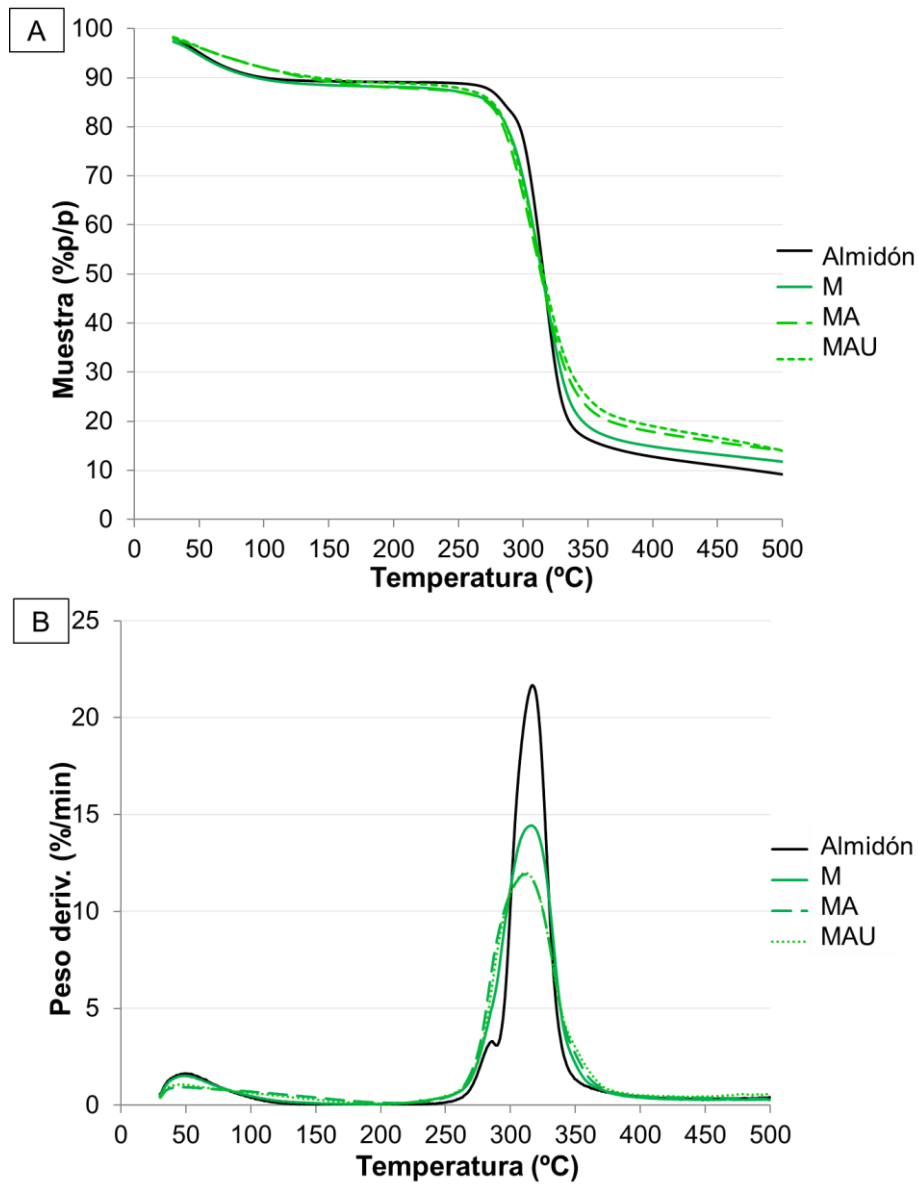 A
100
90
80
70
60
50
40
30
20
10
0
Muestra (%p/p)
0 50 100 150 200 250 300 350 400 450 500
Temperatura (ºC)
Almidón
M
MA
MAU
B
25
20
15
10
5
0
Peso deriv. (%/min)
0 50 100 150 200 250 300 350 400 450 500
Temperatura (ºC)
Almidón
M
MA
MAU